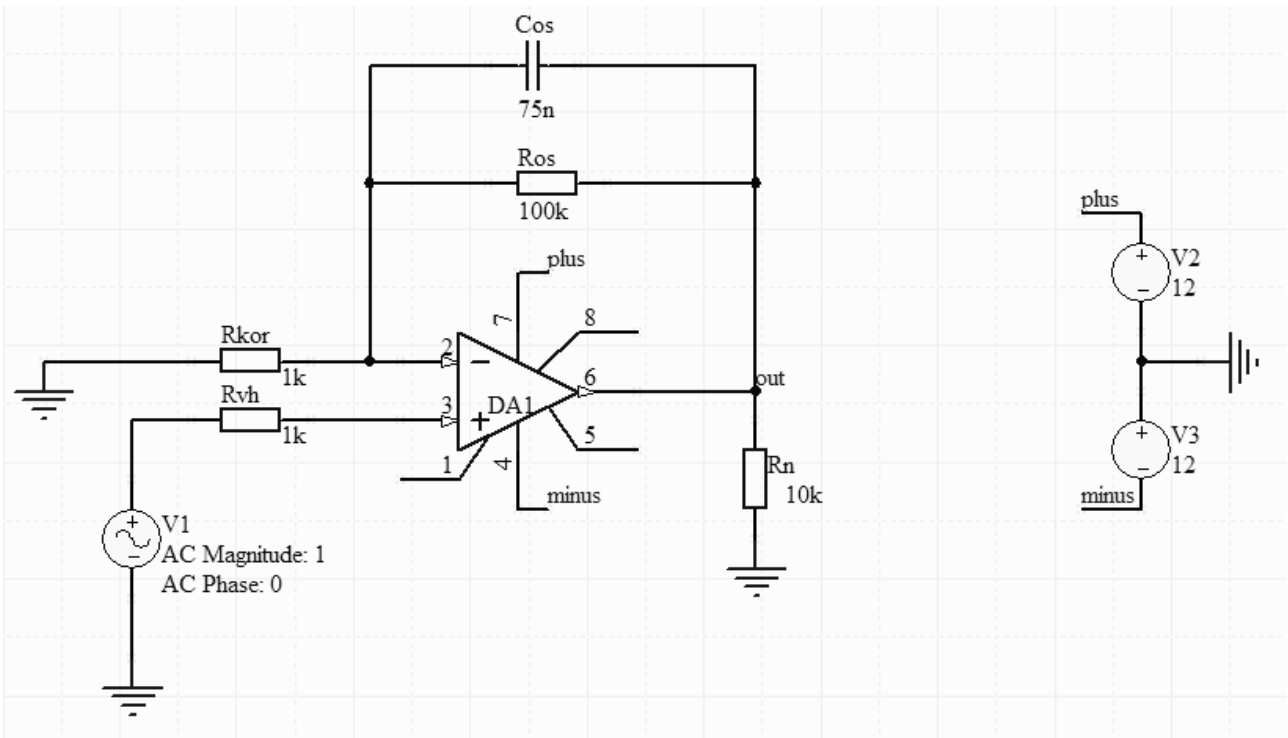 Cos
75n
Ros
100k
plus
plus
7
8
V2
12
Rkor
1k
2
−
6
out
Rvh
1k
3
+
DA1
5
1
4
minus
Rn
10k
V3
12
minus
V1
AC Magnitude: 1
AC Phase: 0